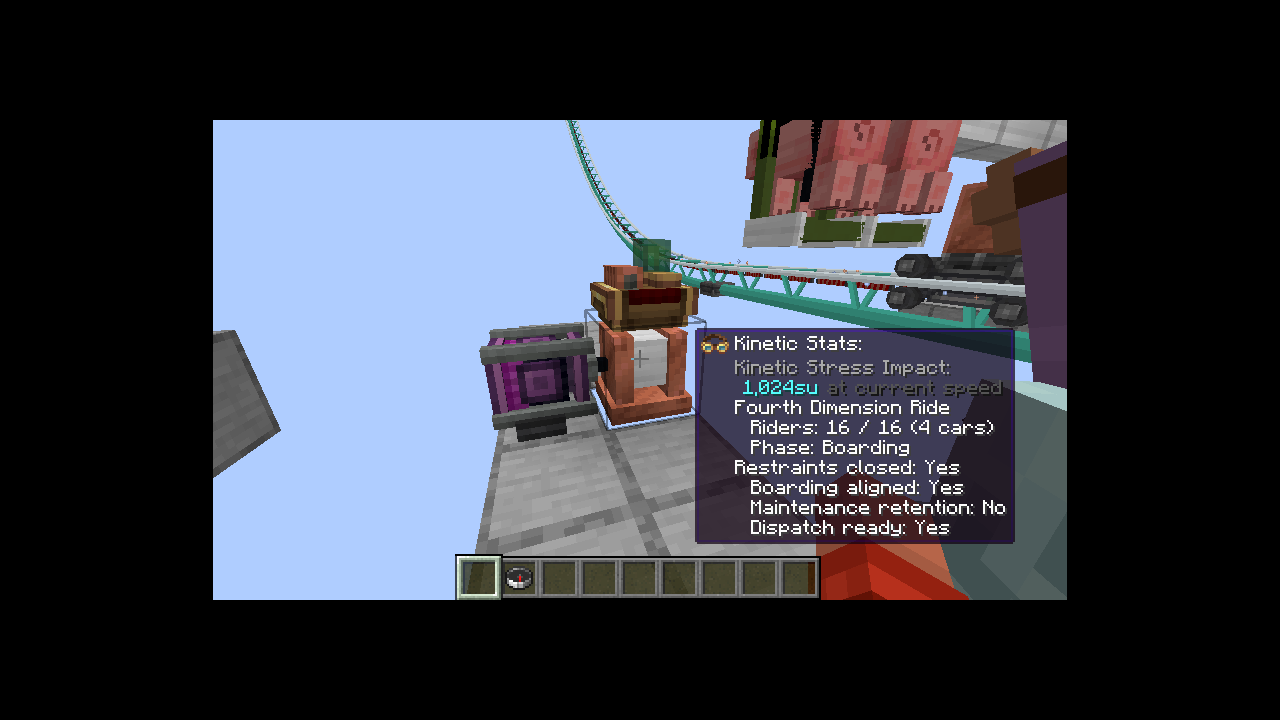 Kinetic Stats:
Kinetic Stress Impact:
1,024su at current speed
Fourth Dimension Ride
Riders: 16 / 16 (4 cars)
Phase: Boarding
Restraints closed: Yes
Boarding aligned: Yes
Maintenance retention: No
Dispatch ready: Yes